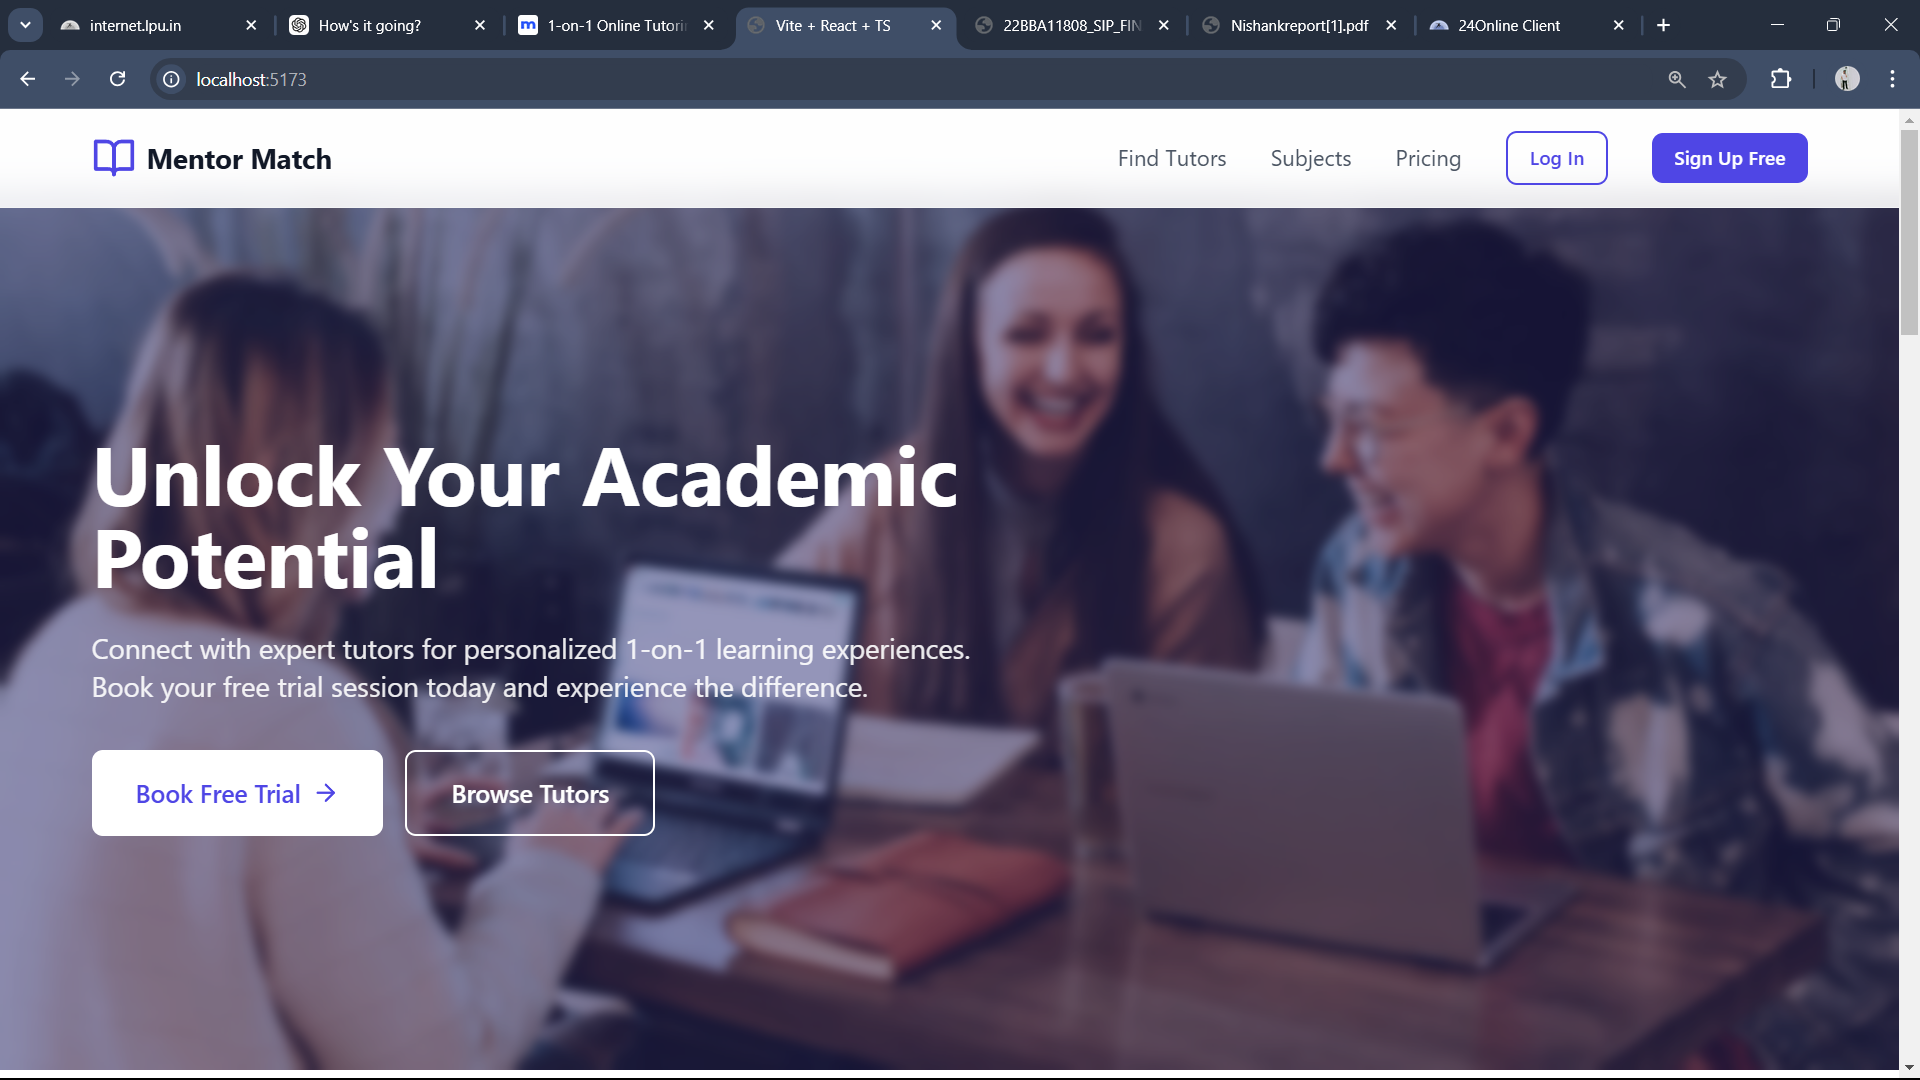 internet.lpu.in
How's it going?
1-on-1 Online Tutorin
Vite + React + TS
22BBA11808_SIP_FIN
Nishankreport[1].pdf
24Online Client
localhost:5173
Mentor Match
Find Tutors
Subjects
Pricing
Log In
Sign Up Free
Unlock Your Academic
Potential
Connect with expert tutors for personalized 1-on-1 learning experiences.
Book your free trial session today and experience the difference.
Book Free Trial →
Browse Tutors